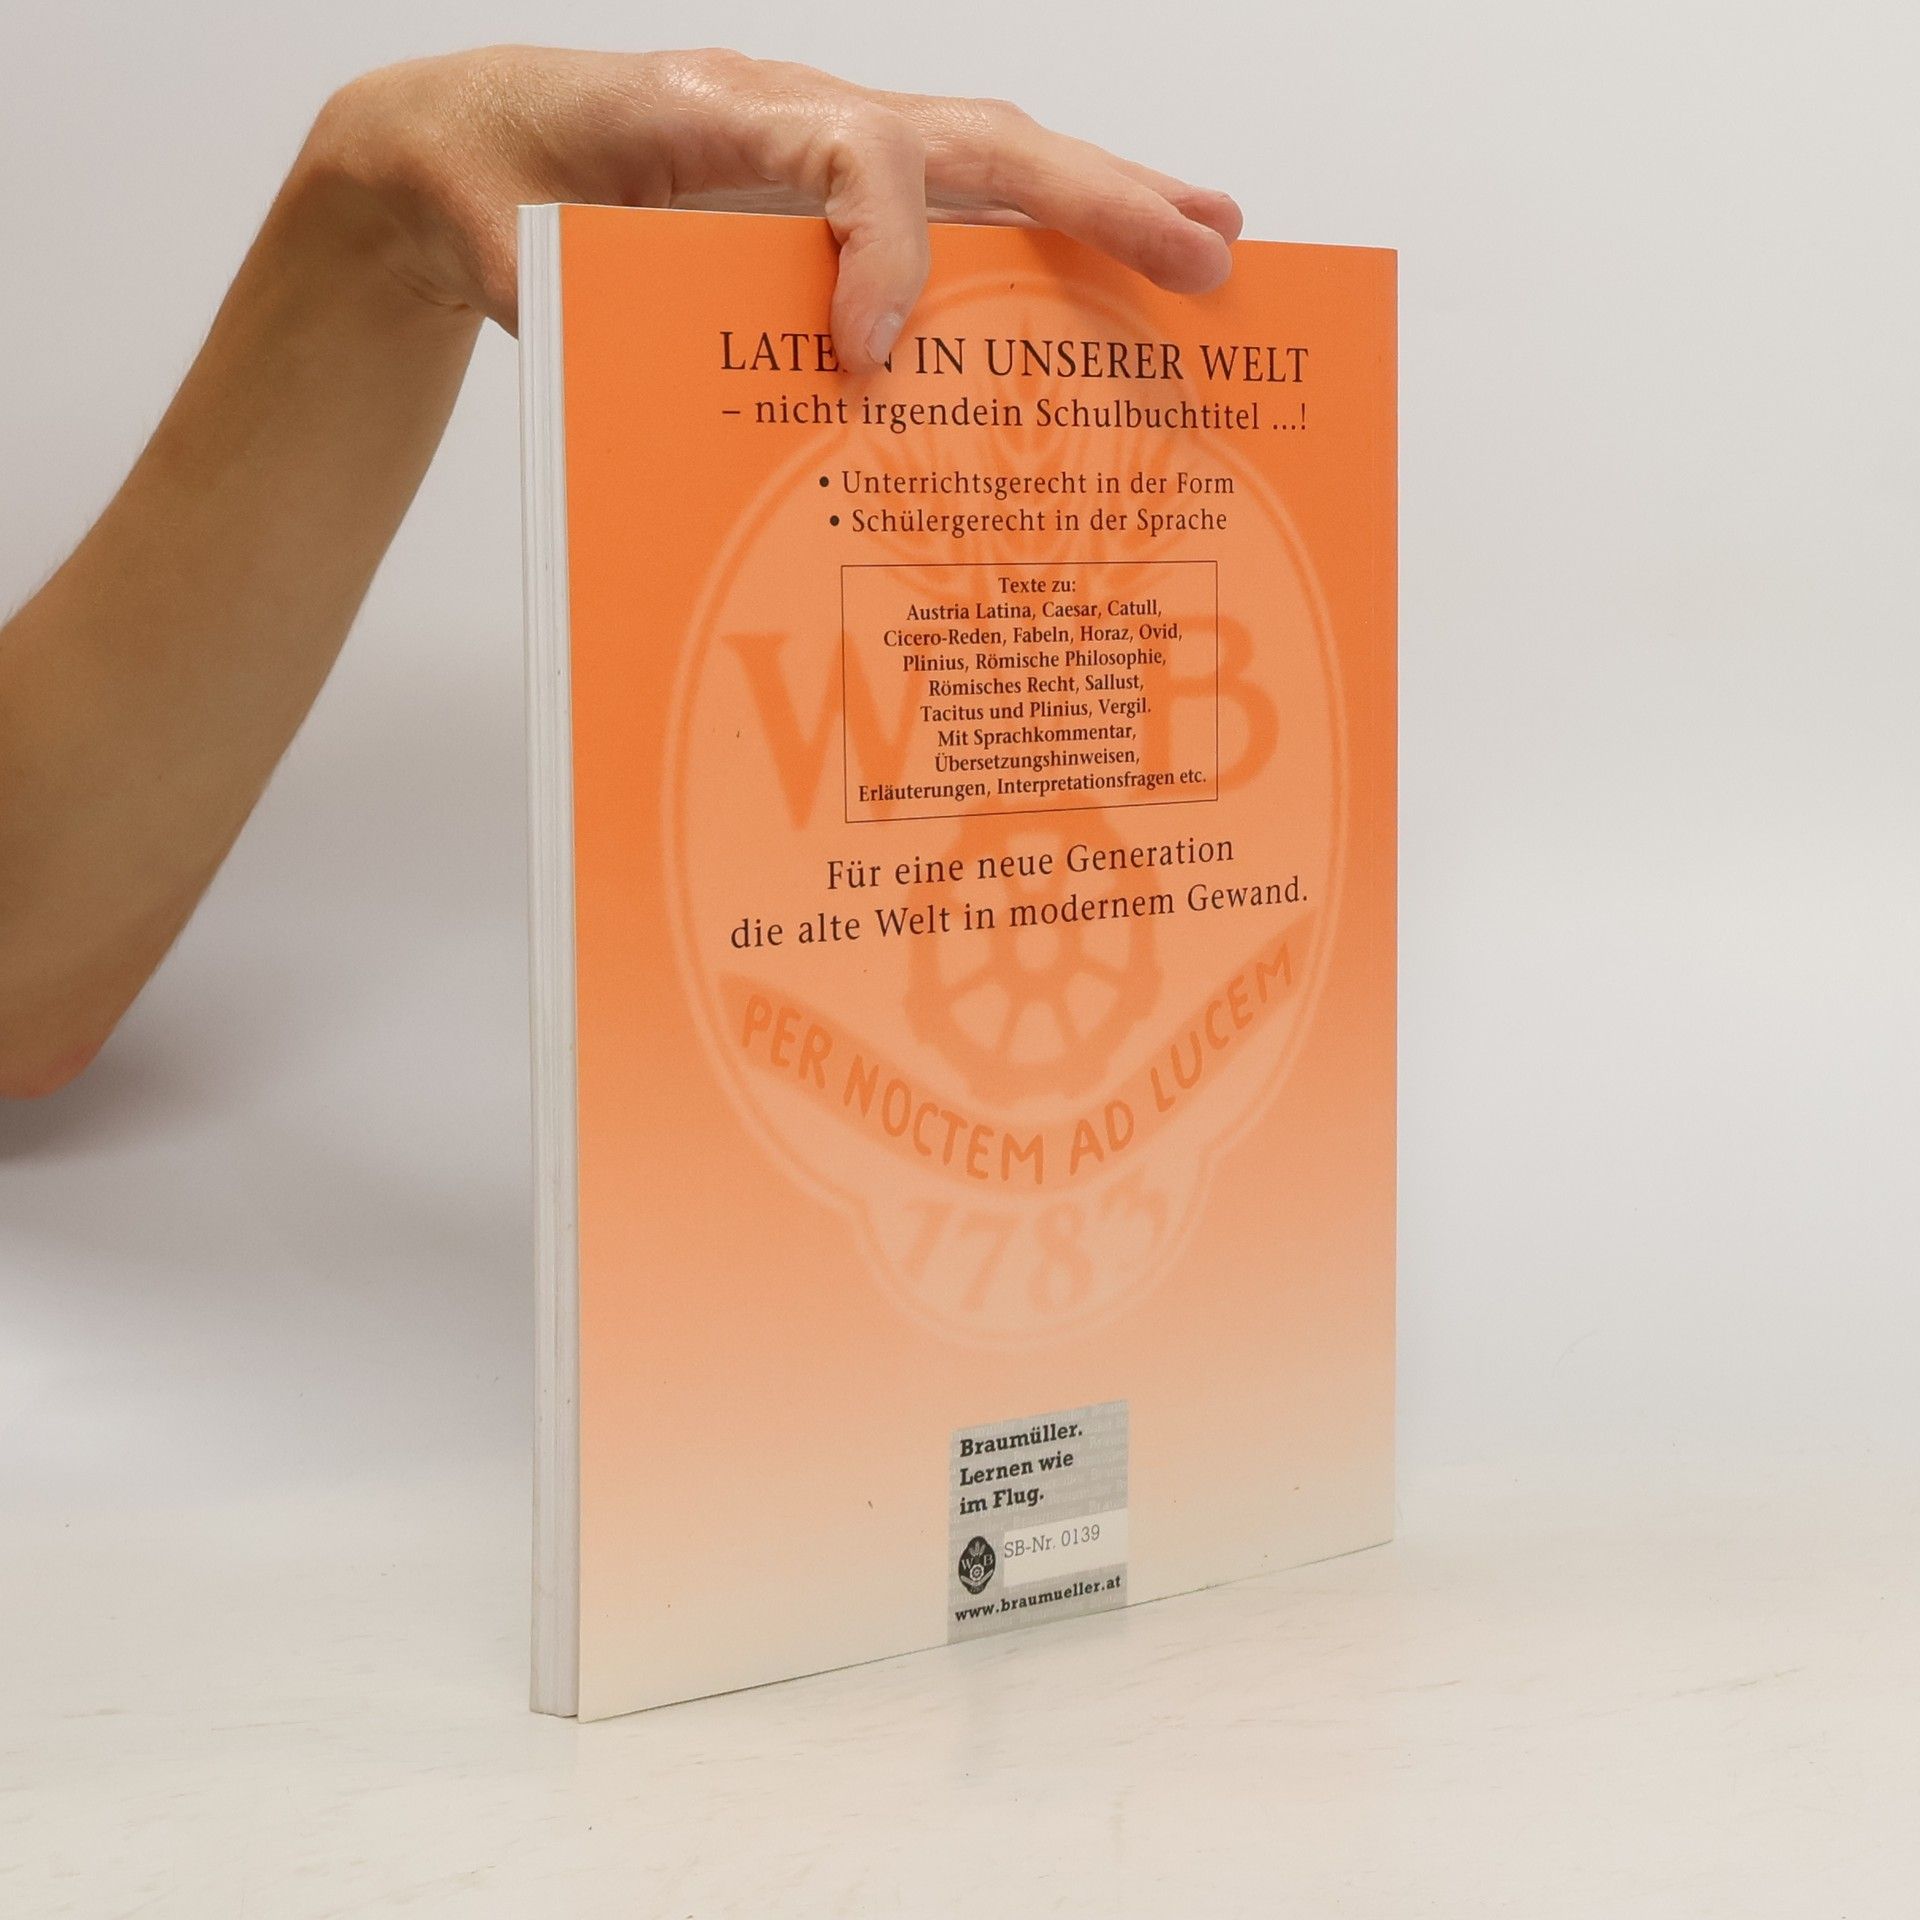 LATEIN IN UNSERER WELT
– nicht irgendein Schulbuchtitel ...!
• Unterrichtsgerecht in der Form
• Schülergerecht in der Sprache
Texte zu:
Austria Latina, Caesar, Catull,
Cicero-Reden, Fabeln, Horaz, Ovid,
Plinius, Römische Philosophie,
Römisches Recht, Sallust,
Tacitus und Plinius, Vergil.
Mit Sprachkommentar,
Übersetzungshinweisen,
Erläuterungen, Interpretationsfragen etc.
W B
Für eine neue Generation
die alte Welt in modernem Gewand.
PER NOCTEM AD LUCEM
1783
Braumüller.
Lernen wie
im Flug.
W B
SB-Nr. 0139
www.braumueller.at